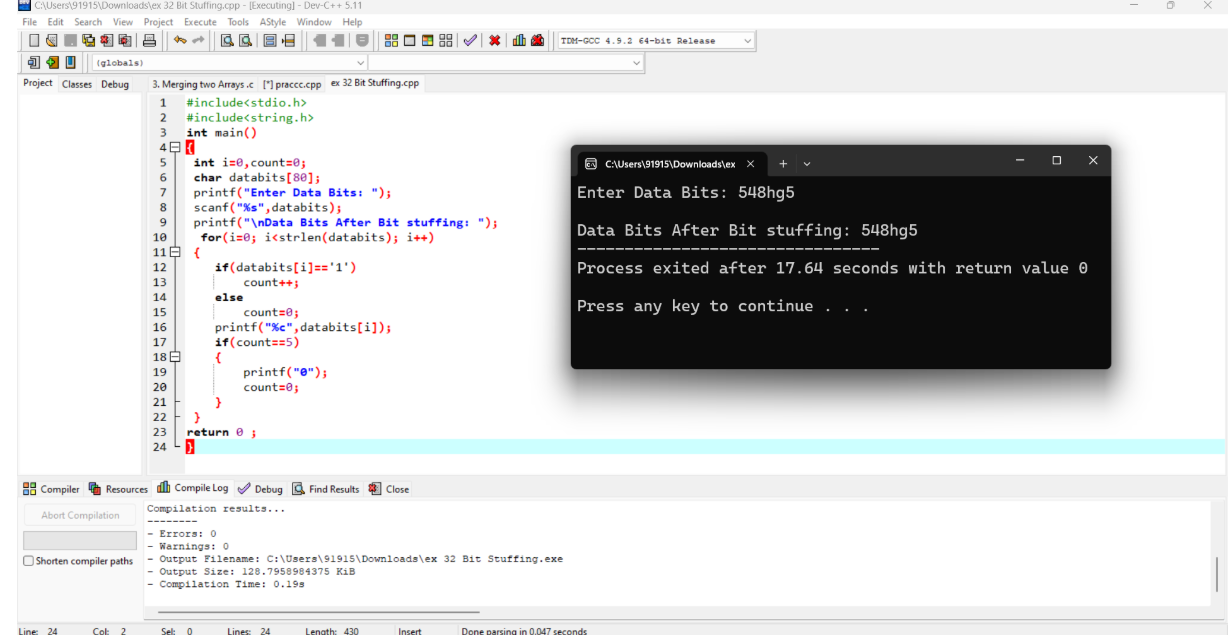 C:\Users\91915\Downloads\ex 32 Bit Stuffing.cpp - [Executing] - Dev-C++ 5.11
File Edit Search View Project Execute Tools AStyle Window Help
TDM-GCC 4.9.2 64-bit Release
(globals)
Project Classes Debug 3. Merging two Arrays .c [*] praccc.cpp ex 32 Bit Stuffing.cpp
1 #include<stdio.h>
2 #include<string.h>
3 int main()
4 {
5 int i=0,count=0;
6 char databits[80];
7 printf("Enter Data Bits: ");
8 scanf("%s",databits);
9 printf("\nData Bits After Bit stuffing: ");
10 for(i=0; i<strlen(databits); i++)
11 {
12 if(databits[i]=='1')
13 count++;
14 else
15 count=0;
16 printf("%c",databits[i]);
17 if(count==5)
18 {
19 printf("0");
20 count=0;
21 }
22 }
23 return 0 ;
24 }
C:\Users\91915\Downloads\ex
Enter Data Bits: 548hg5
Data Bits After Bit stuffing: 548hg5
--------------------------------
Process exited after 17.64 seconds with return value 0
Press any key to continue . . .
Compiler Resources Compile Log Debug Find Results Close
Abort Compilation
Shorten compiler paths
Compilation results...
--------
- Errors: 0
- Warnings: 0
- Output Filename: C:\Users\91915\Downloads\ex 32 Bit Stuffing.exe
- Output Size: 128.7958984375 KiB
- Compilation Time: 0.19s
Line: 24 Col: 2 Sel: 0 Lines: 24 Length: 430 Insert Done parsing in 0.047 seconds